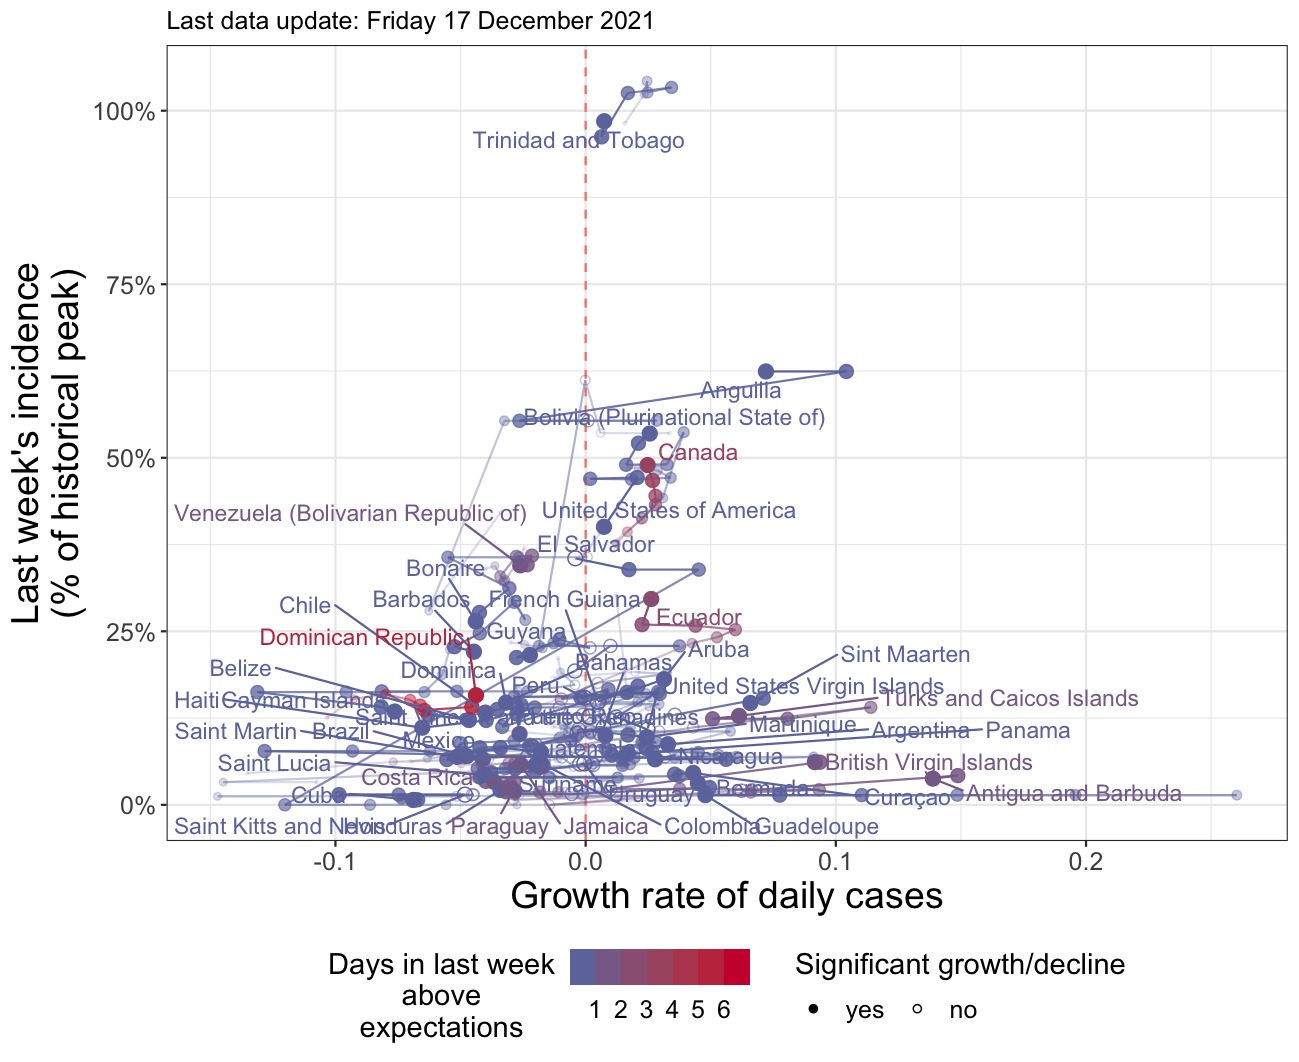 Last data update: Friday 17 December 2021
Last week's incidence
(% of historical peak)
100%
75%
50%
25%
0%
Trinidad and Tobago
Anguilla
Bolivia (Plurinational State of)
Canada
Venezuela (Bolivarian Republic of)
United States of America
El Salvador
Bonaire
Chile
Barbados
French Guiana
Ecuador
Dominican Republic
Guyana
Aruba
Sint Maarten
Belize
Dominica
Bahamas
Peru
United States Virgin Islands
Haiti
Cayman Islands
Turks and Caicos Islands
Saint Grenadines
Martinique
Saint Martin
Brazil
Argentina
Panama
Mexico
Nicaragua
Saint Lucia
British Virgin Islands
Costa Rica
Suriname
Bermuda
Cuba
Uruguay
Curaçao
Antigua and Barbuda
Saint Kitts and Nevis
Honduras
Paraguay
Jamaica
Colombia
Guadeloupe
-0.1
0.0
0.1
0.2
Growth rate of daily cases
Days in last week
above
expectations
1 2 3 4 5 6
Significant growth/decline
yes
no